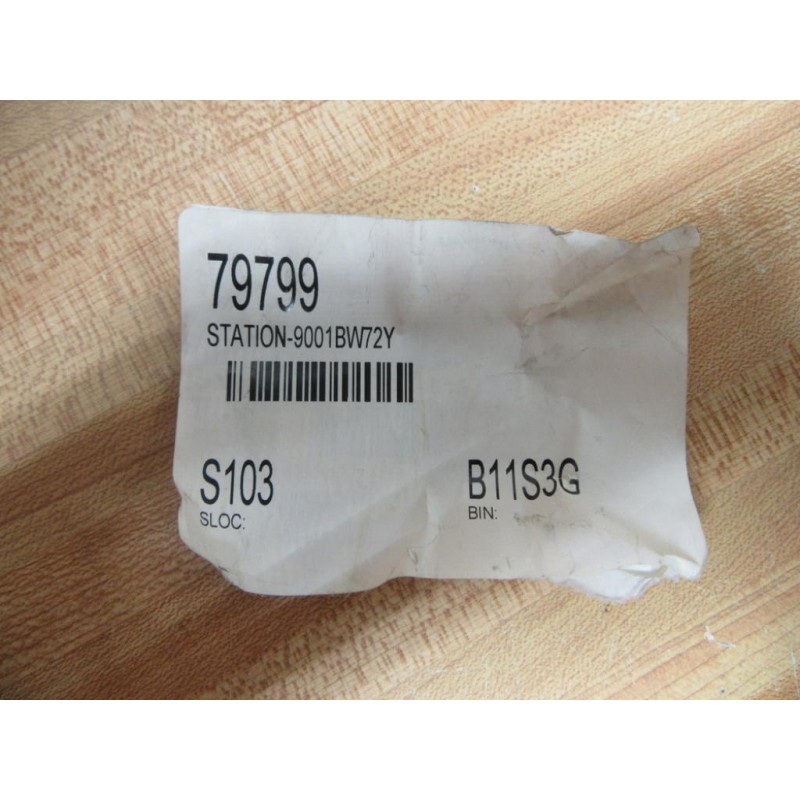 79799
STATION-9001BW72Y
S103
SLOC:
B11S3G
BIN: